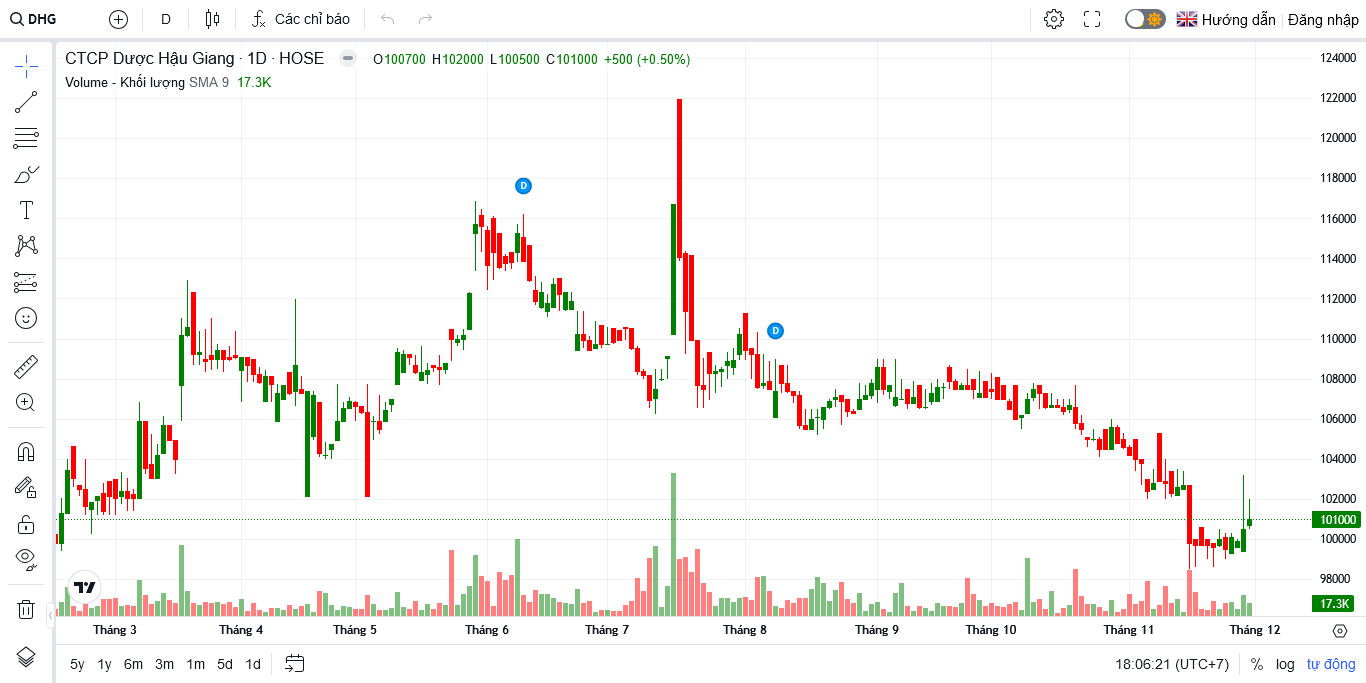 DHG D Các chỉ báo Hướng dẫn Đăng nhập
CTCP Dược Hậu Giang · 1D · HOSE O100700 H102000 L100500 C101000 +500 (+0.50%)
Volume - Khối lượng SMA 9 17.3K
124000
122000
120000
118000
116000
114000
112000
110000
108000
106000
104000
102000
101000
100000
98000
17.3K
D
D
Tháng 3 Tháng 4 Tháng 5 Tháng 6 Tháng 7 Tháng 8 Tháng 9 Tháng 10 Tháng 11 Tháng 12
5y 1y 6m 3m 1m 5d 1d 18:06:21 (UTC+7) % log tự động